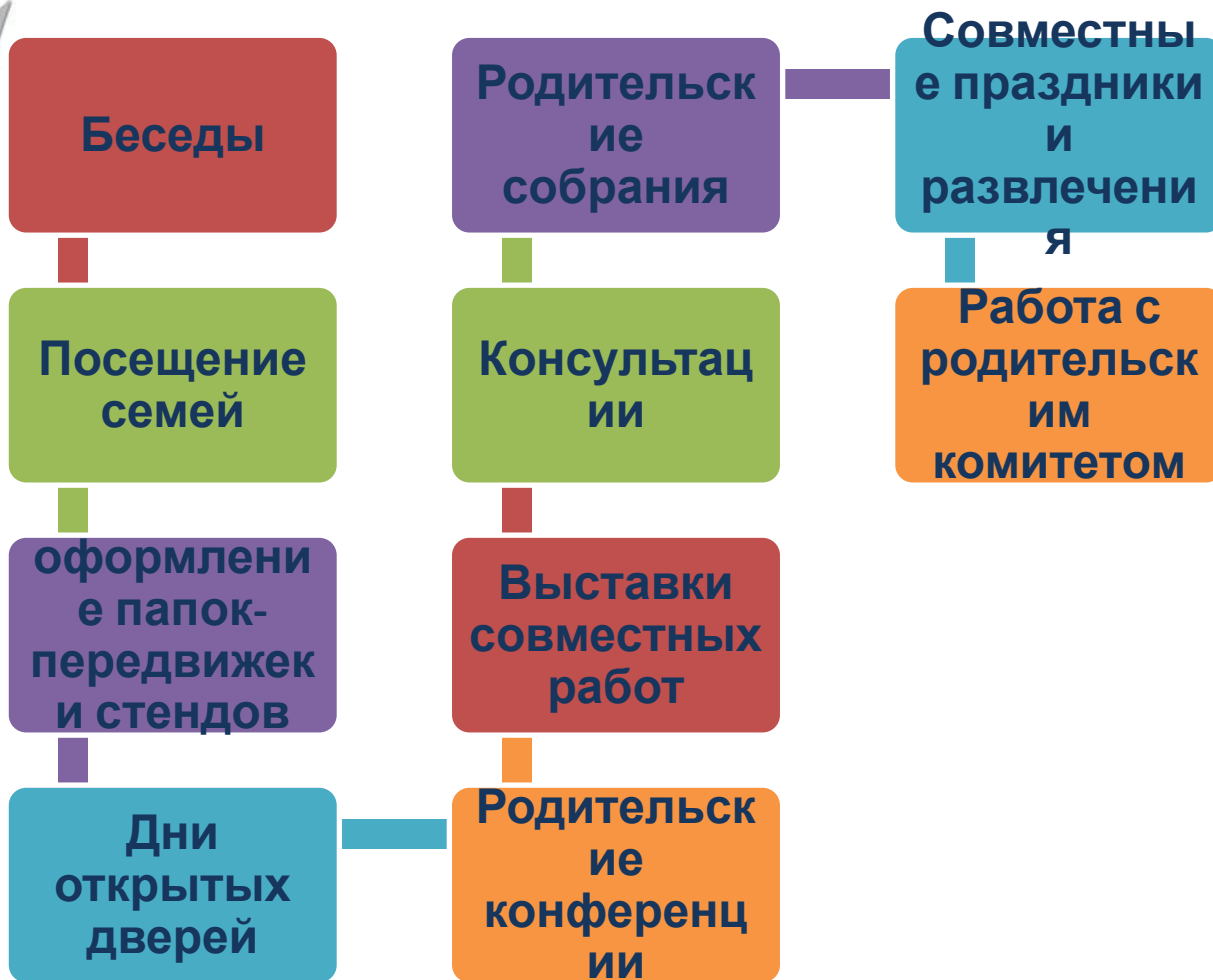 Беседы
Посещение
семей
оформлени
е папок-
передвижек
и стендов
Дни
открытых
дверей
Родительск
ие
конференц
ии
Выставки
совместных
работ
Консультац
ии
Родительск
ие
собрания
Совместны
е праздники
и
развлечени
я
Работа с
родительск
им
комитетом